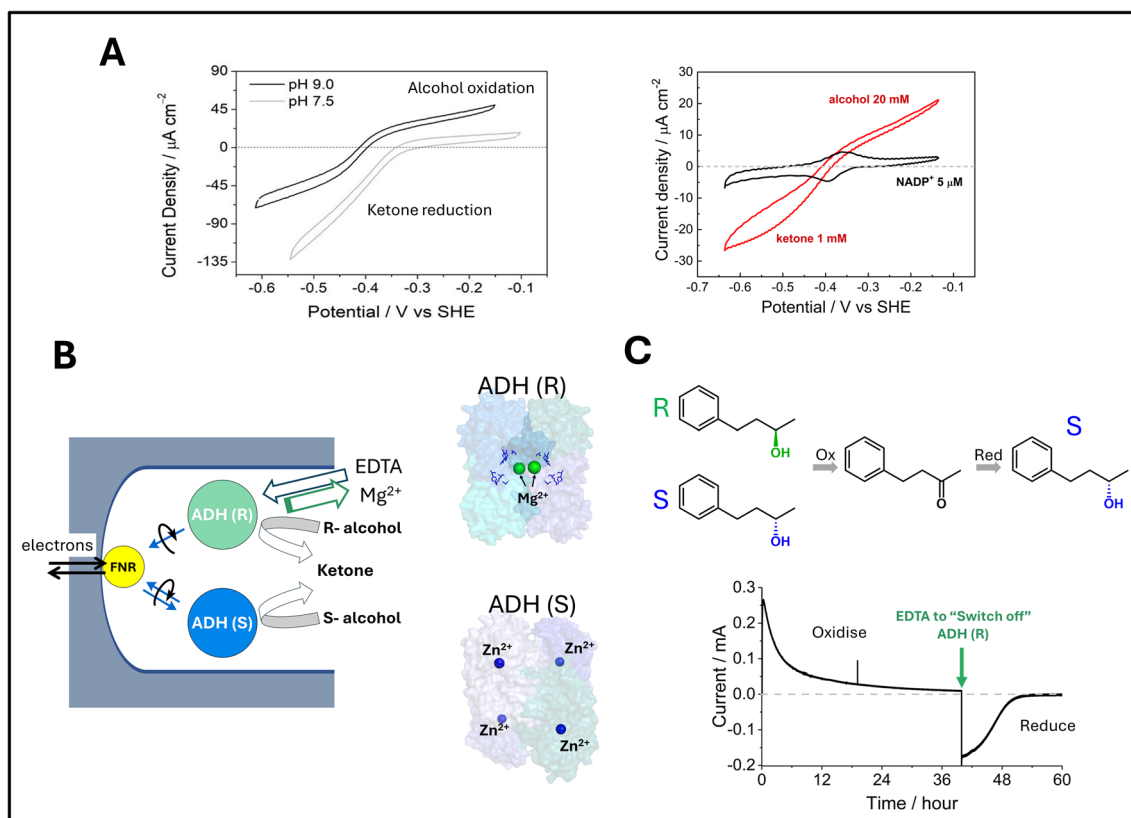 A
90
45
0
-45
-90
-135
Current Density / µA cm⁻²
pH 9.0
pH 7.5
Alcohol oxidation
Ketone reduction
-0.6
-0.5
-0.4
-0.3
-0.2
-0.1
Potential / V vs SHE
30
20
10
0
-10
-20
-30
Current density / µA cm⁻²
alcohol 20 mM
NADP⁺ 5 µM
ketone 1 mM
-0.7
-0.6
-0.5
-0.4
-0.3
-0.2
-0.1
Potential / V vs SHE
B
electrons
FNR
ADH (R)
ADH (S)
EDTA
Mg²⁺
R- alcohol
Ketone
S- alcohol
ADH (R)
Mg²⁺
ADH (S)
Zn²⁺
Zn²⁺
Zn²⁺
Zn²⁺
C
R
OH
S
OH
Ox
O
Red
S
OH
0.3
0.2
0.1
0.0
-0.1
-0.2
Current / mA
Oxidise
EDTA to “Switch off”
ADH (R)
Reduce
0
12
24
36
48
60
Time / hour